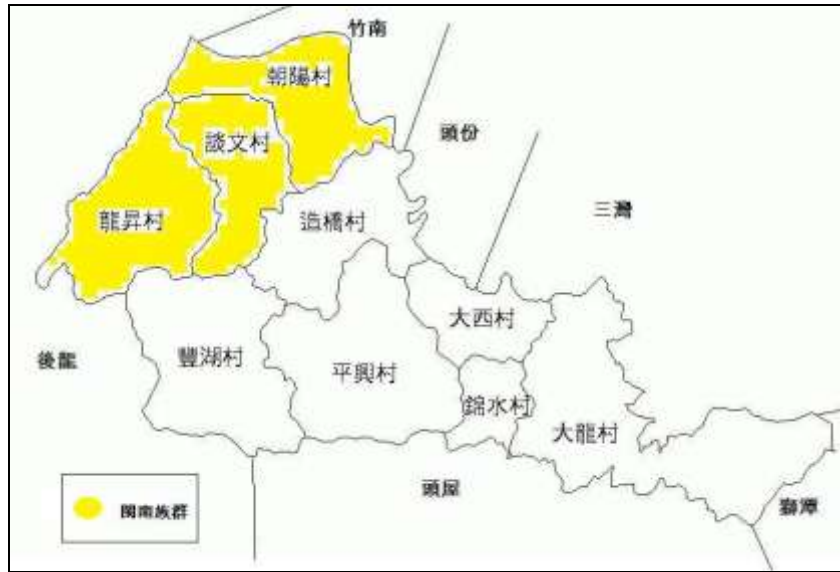 竹南
朝陽村
頭份
談文村
三灣
龍昇村
造橋村
大西村
後龍
豐湖村
平興村
錦水村
大龍村
頭屋
獅潭
閩南族群